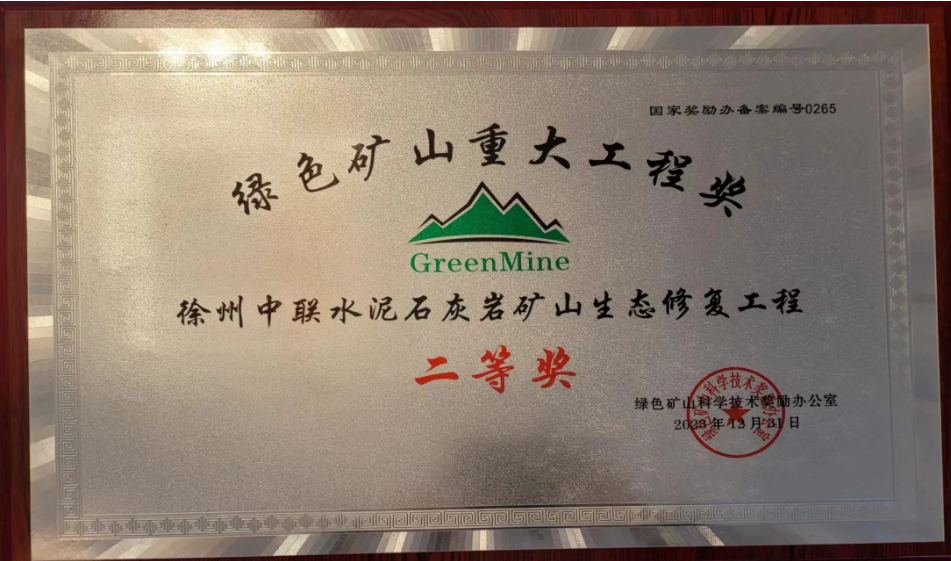 国家奖励办备案编号0265
绿色矿山重大工程奖
GreenMine
徐州中联水泥石灰岩矿山生态修复工程
二等奖
绿色矿山科学技术奖励办公室
2023年12月31日